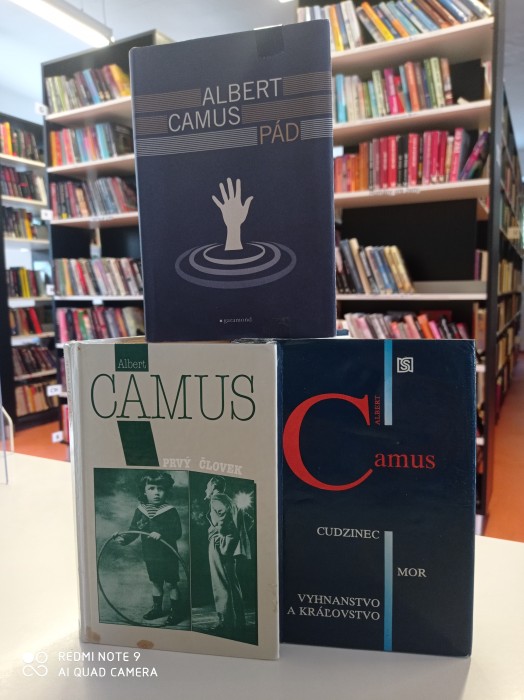 ALBERT
CAMUS
PÁD
garamond
Albert
CAMUS
PRVÝ ČLOVEK
ALBERT
Camus
CUDZINEC
MOR
VYHNANSTVO
A KRÁĽOVSTVO
REDMI NOTE 9
AI QUAD CAMERA